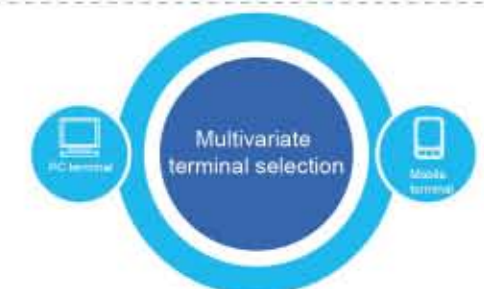 Multivariate
terminal selection
PC terminal
Mobile
terminal